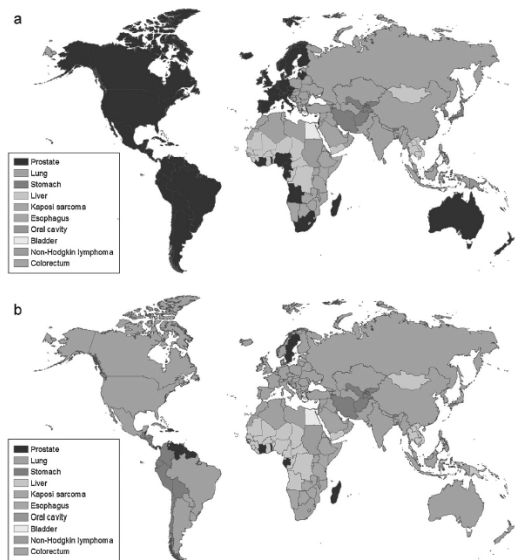 a
Prostate
Lung
Stomach
Liver
Kaposi sarcoma
Esophagus
Oral cavity
Bladder
Non-Hodgkin lymphoma
Colorectum
b
Prostate
Lung
Stomach
Liver
Kaposi sarcoma
Esophagus
Oral cavity
Bladder
Non-Hodgkin lymphoma
Colorectum